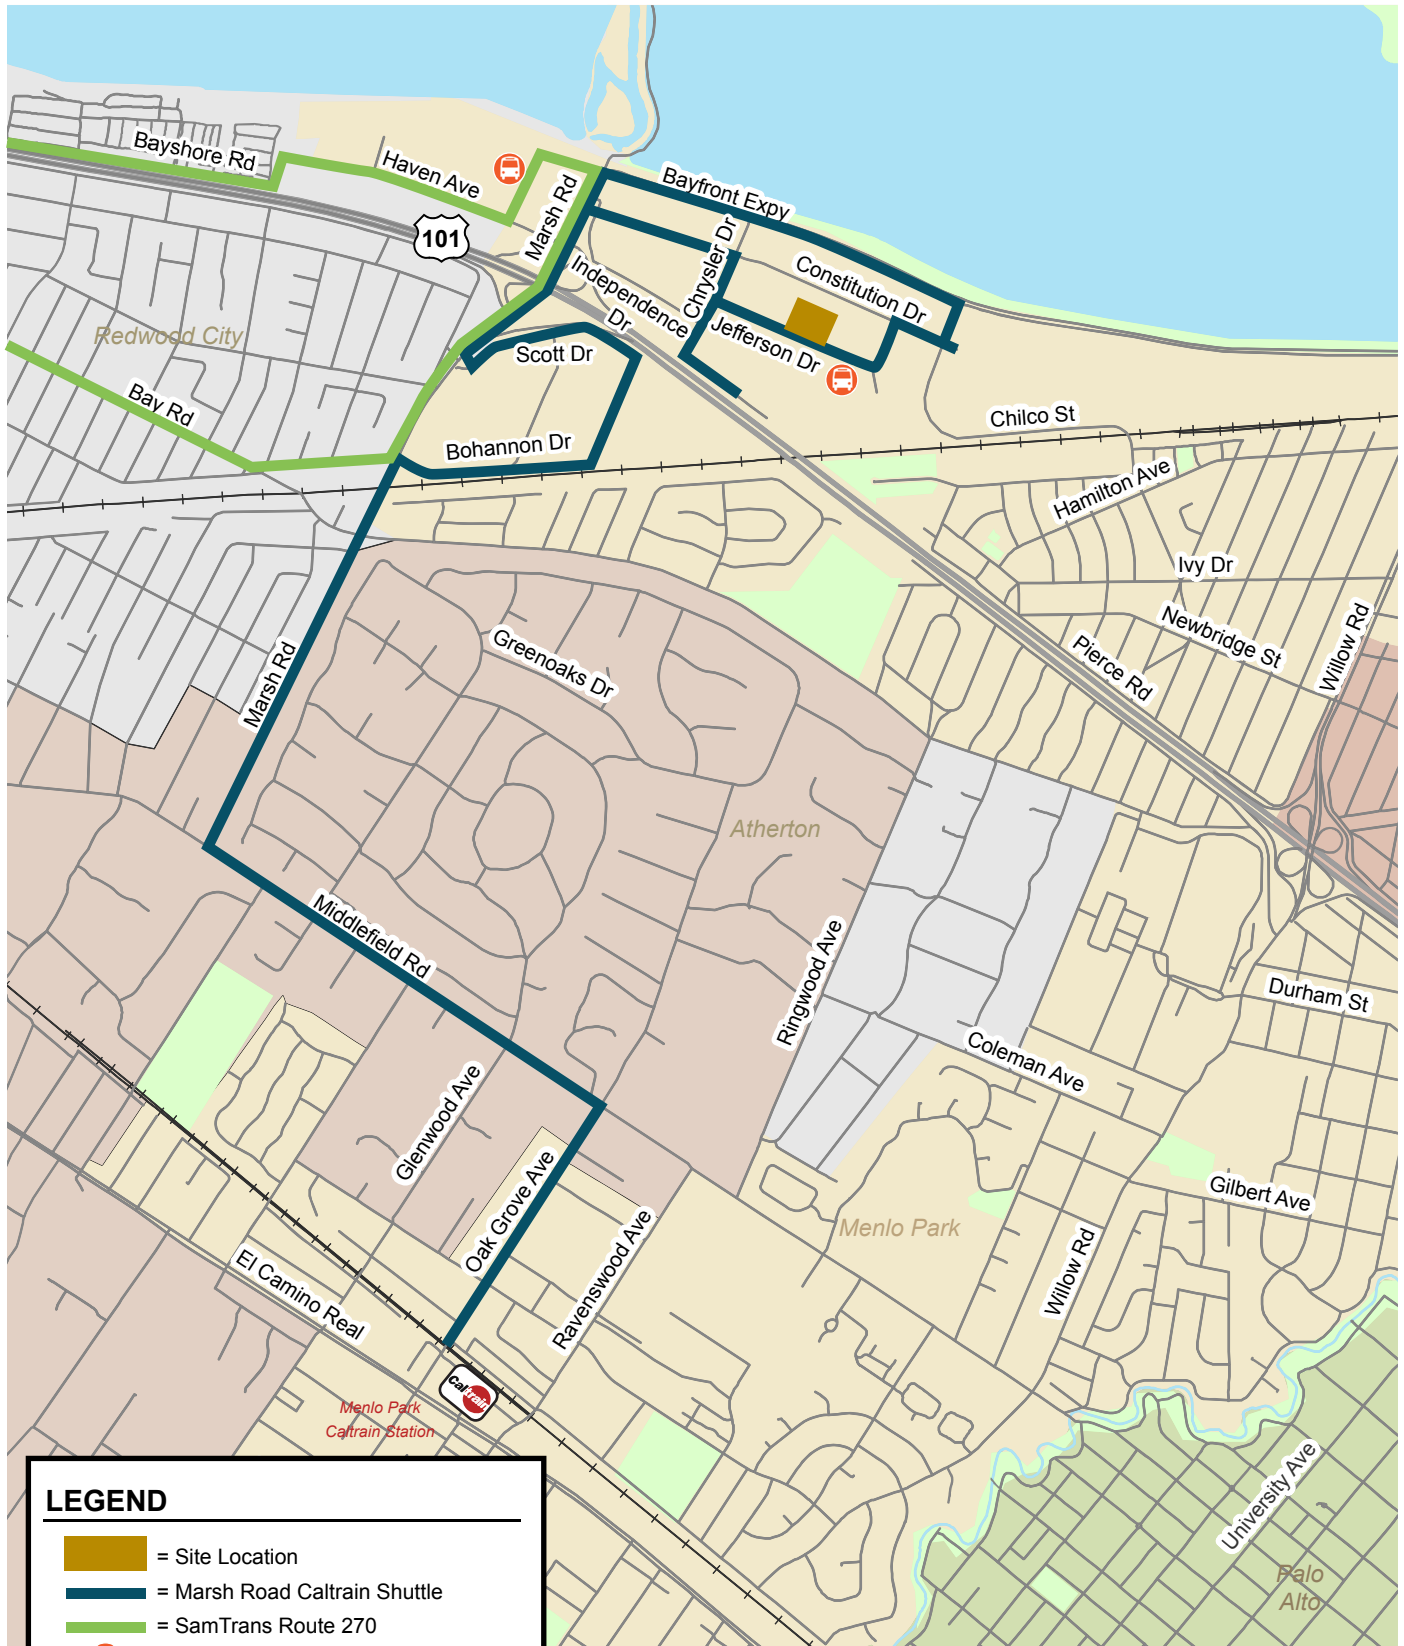 Bayshore Rd
Haven Ave
Marsh Rd
Bayfront Expy
101
Chrysler Dr
Constitution Dr
Independence
Dr
Jefferson Dr
Redwood City
Scott Dr
Bay Rd
Bohannon Dr
Chilco St
Hamilton Ave
Ivy Dr
Newbridge St
Willow Rd
Pierce Rd
Greenoaks Dr
Marsh Rd
Atherton
Middlefield Rd
Ringwood Ave
Durham St
Coleman Ave
Glenwood Ave
Oak Grove Ave
Gilbert Ave
Menlo Park
Ravenswood Ave
Willow Rd
El Camino Real
Caltrain
Menlo Park
Caltrain Station
University Ave
Palo
Alto
LEGEND
= Site Location
= Marsh Road Caltrain Shuttle
= SamTrans Route 270